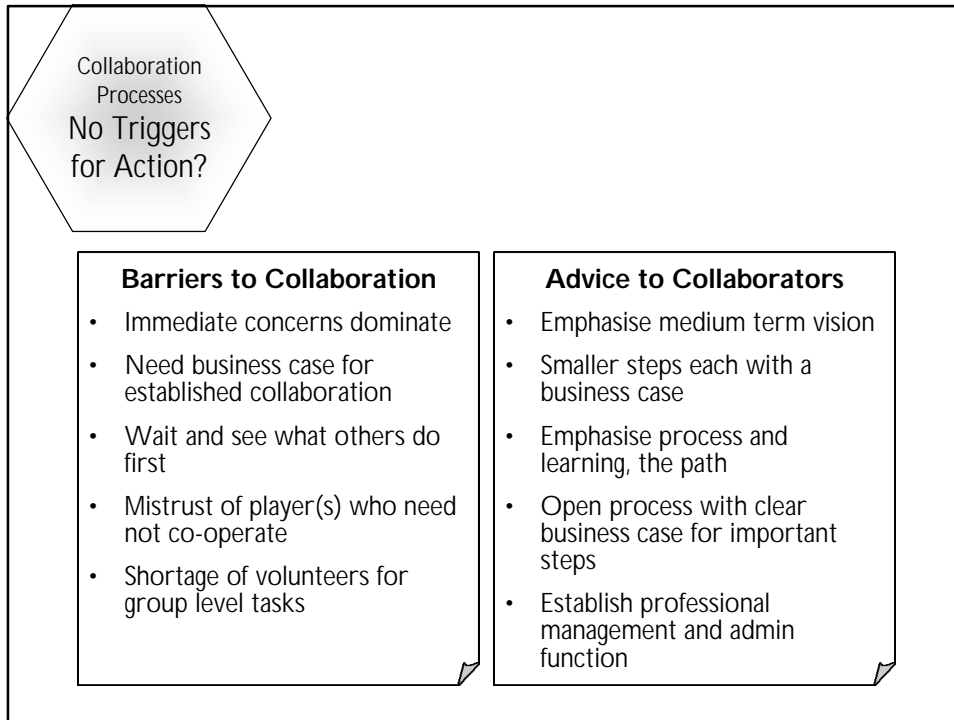 Collaboration
Processes
No Triggers
for Action?
Barriers to Collaboration
• Immediate concerns dominate
• Need business case for
established collaboration
• Wait and see what others do
first
• Mistrust of player(s) who need
not co-operate
• Shortage of volunteers for
group level tasks
Advice to Collaborators
• Emphasise medium term vision
• Smaller steps each with a
business case
• Emphasise process and
learning, the path
• Open process with clear
business case for important
steps
• Establish professional
management and admin
function